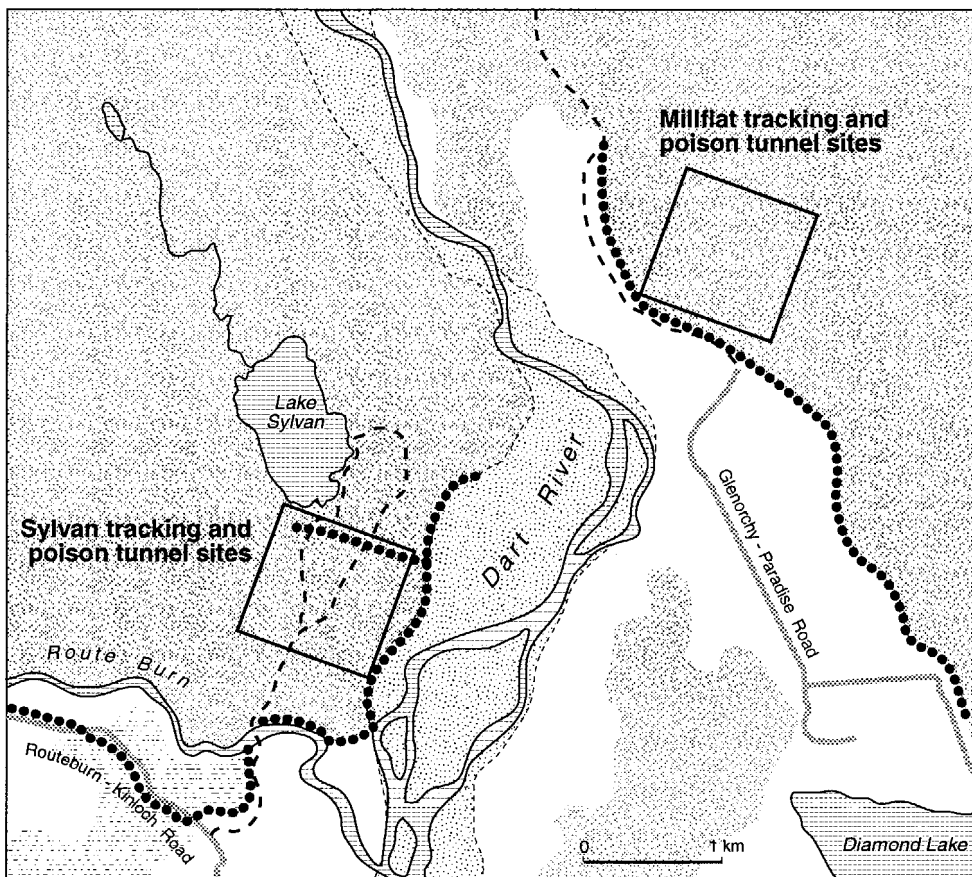 Millflat tracking and
poison tunnel sites
Lake
Sylvan
Sylvan tracking and
poison tunnel sites
Dart River
Glenorchy - Paradise Road
Route Burn
Routeburn - Kinloch Road
0 1 km
Diamond Lake